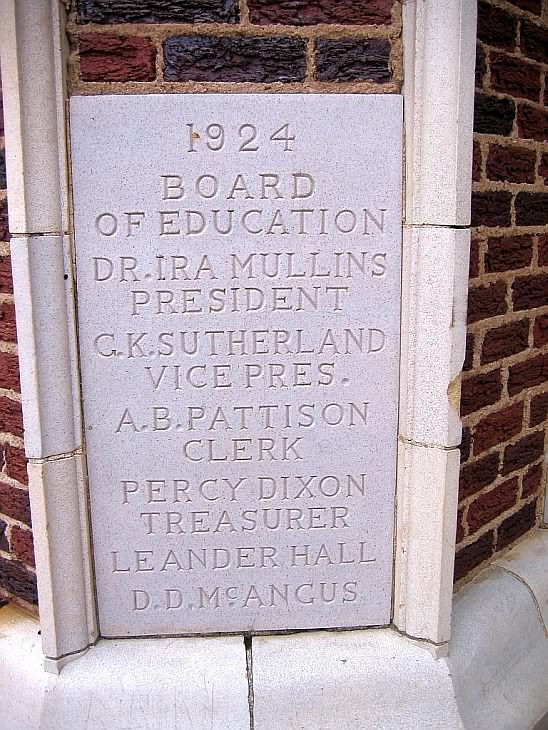 1924
BOARD
OF EDUCATION
DR. IRA MULLINS
PRESIDENT
G.K. SUTHERLAND
VICE PRES.
A.B. PATTISON
CLERK
PERCY DIXON
TREASURER
LEANDER HALL
D.D. McANGUS